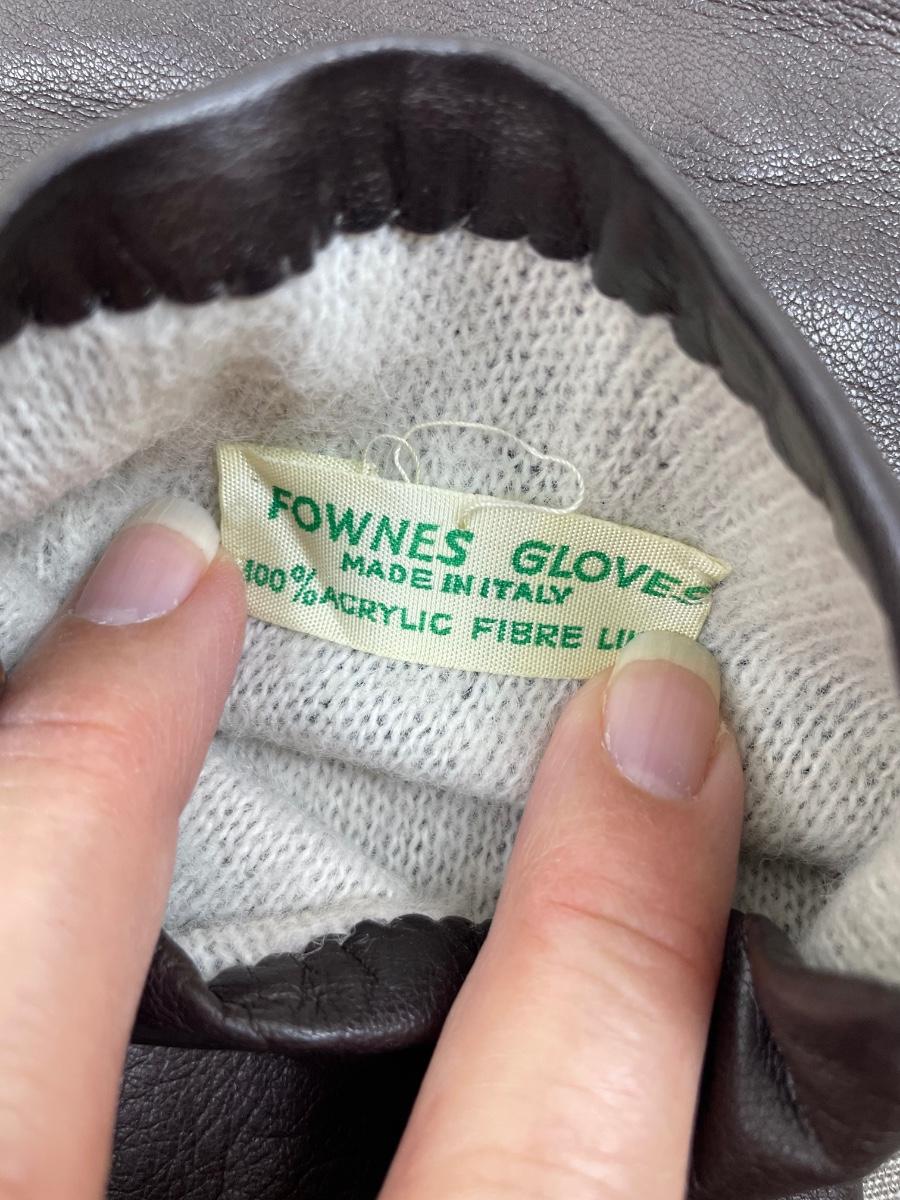 FOWNES GLOVES
MADE IN ITALY
100% ACRYLIC FIBRE